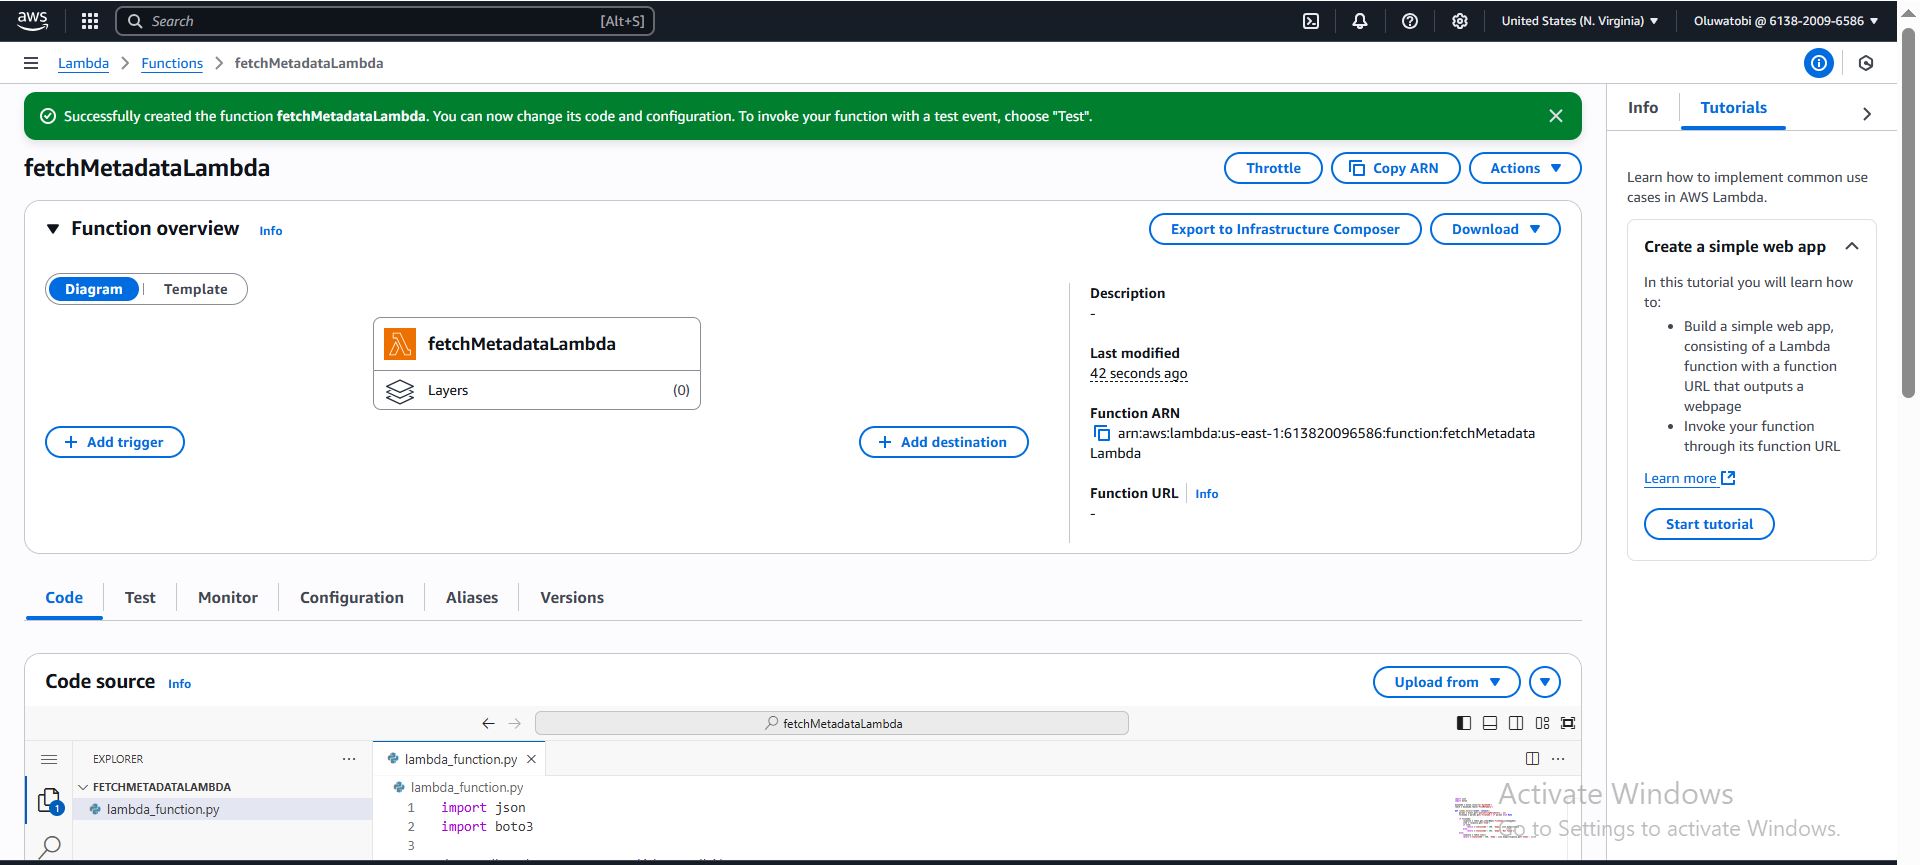 aws
Search
[Alt+S]
United States (N. Virginia)
Oluwatobi @ 6138-2009-6586
Lambda
Functions
fetchMetadataLambda
Successfully created the function fetchMetadataLambda. You can now change its code and configuration. To invoke your function with a test event, choose "Test".
fetchMetadataLambda
Throttle
Copy ARN
Actions
Function overview
Info
Export to Infrastructure Composer
Download
Diagram
Template
fetchMetadataLambda
Layers
(0)
Add trigger
Add destination
Description
-
Last modified
42 seconds ago
Function ARN
arn:aws:lambda:us-east-1:613820096586:function:fetchMetadata
Lambda
Function URL
Info
-
Info
Tutorials
Learn how to implement common use
cases in AWS Lambda.
Create a simple web app
In this tutorial you will learn how
to:
• Build a simple web app,
consisting of a Lambda
function with a function
URL that outputs a
webpage
• Invoke your function
through its function URL
Learn more
Start tutorial
Code
Test
Monitor
Configuration
Aliases
Versions
Code source
Info
Upload from
fetchMetadataLambda
EXPLORER
FETCHMETADATALAMBDA
lambda_function.py
1
lambda_function.py
lambda_function.py
1 import json
2 import boto3
3
Activate Windows
Go to Settings to activate Windows.